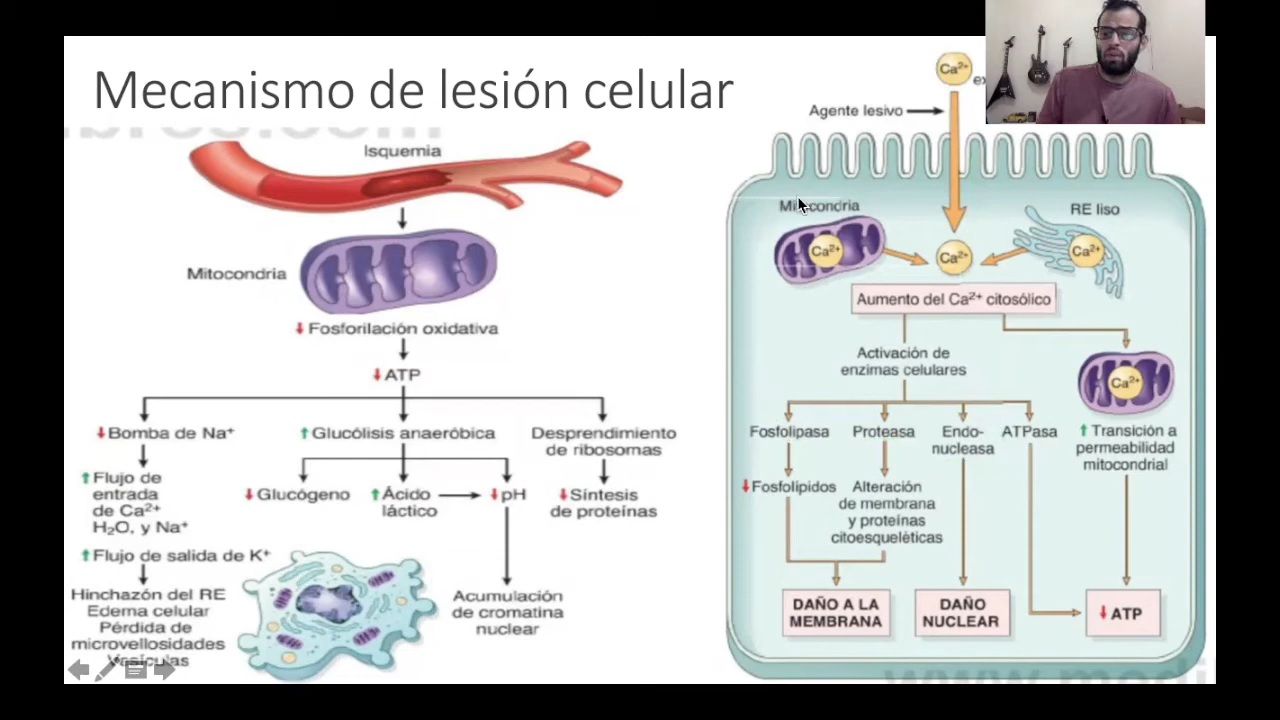 Mecanismo de lesión celular
Isquemia
Mitocondria
↓ Fosforilación oxidativa
↓ ATP
↓ Bomba de Na⁺
↑ Flujo de
entrada
de Ca²⁺
H₂O, y Na⁺
↑ Flujo de salida de K⁺
Hinchazón del RE
Edema celular
Pérdida de
microvellosidades
Vesículas
↑ Glucólisis anaeróbica
↓ Glucógeno
↑ Ácido
láctico
↓ pH
Acumulación
de cromatina
nuclear
Desprendimiento
de ribosomas
↓ Síntesis
de proteínas
Ca²⁺
Agente lesivo
Mitocondria
RE liso
Ca²⁺
Ca²⁺
Ca²⁺
Aumento del Ca²⁺ citosólico
Activación de
enzimas celulares
Ca²⁺
Fosfolipasa
Proteasa
Endo-
nucleasa
ATPasa
↑ Transición a
permeabilidad
mitocondrial
↓ Fosfolípidos
Alteración
de membrana
y proteínas
citoesqueléticas
DAÑO A LA
MEMBRANA
DAÑO
NUCLEAR
↓ ATP